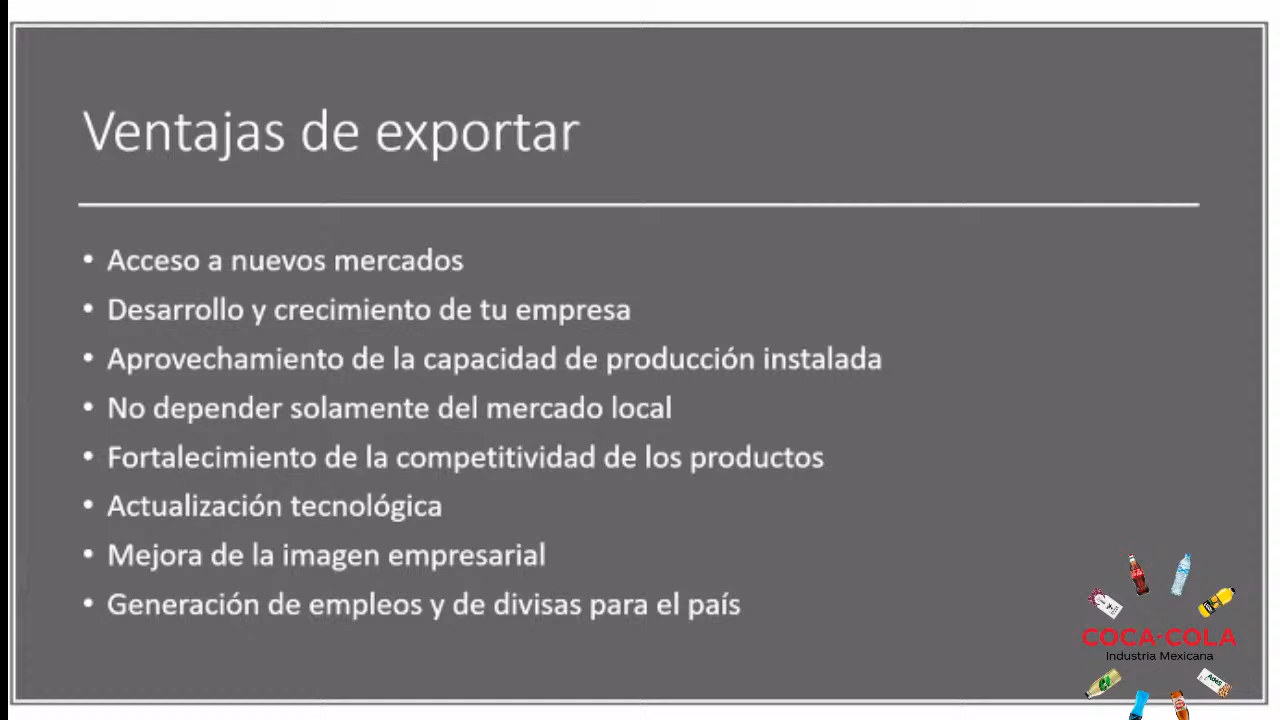 Ventajas de exportar
• Acceso a nuevos mercados
• Desarrollo y crecimiento de tu empresa
• Aprovechamiento de la capacidad de producción instalada
• No depender solamente del mercado local
• Fortalecimiento de la competitividad de los productos
• Actualización tecnológica
• Mejora de la imagen empresarial
• Generación de empleos y de divisas para el país
COCA-COLA
Industria Mexicana
AdeS